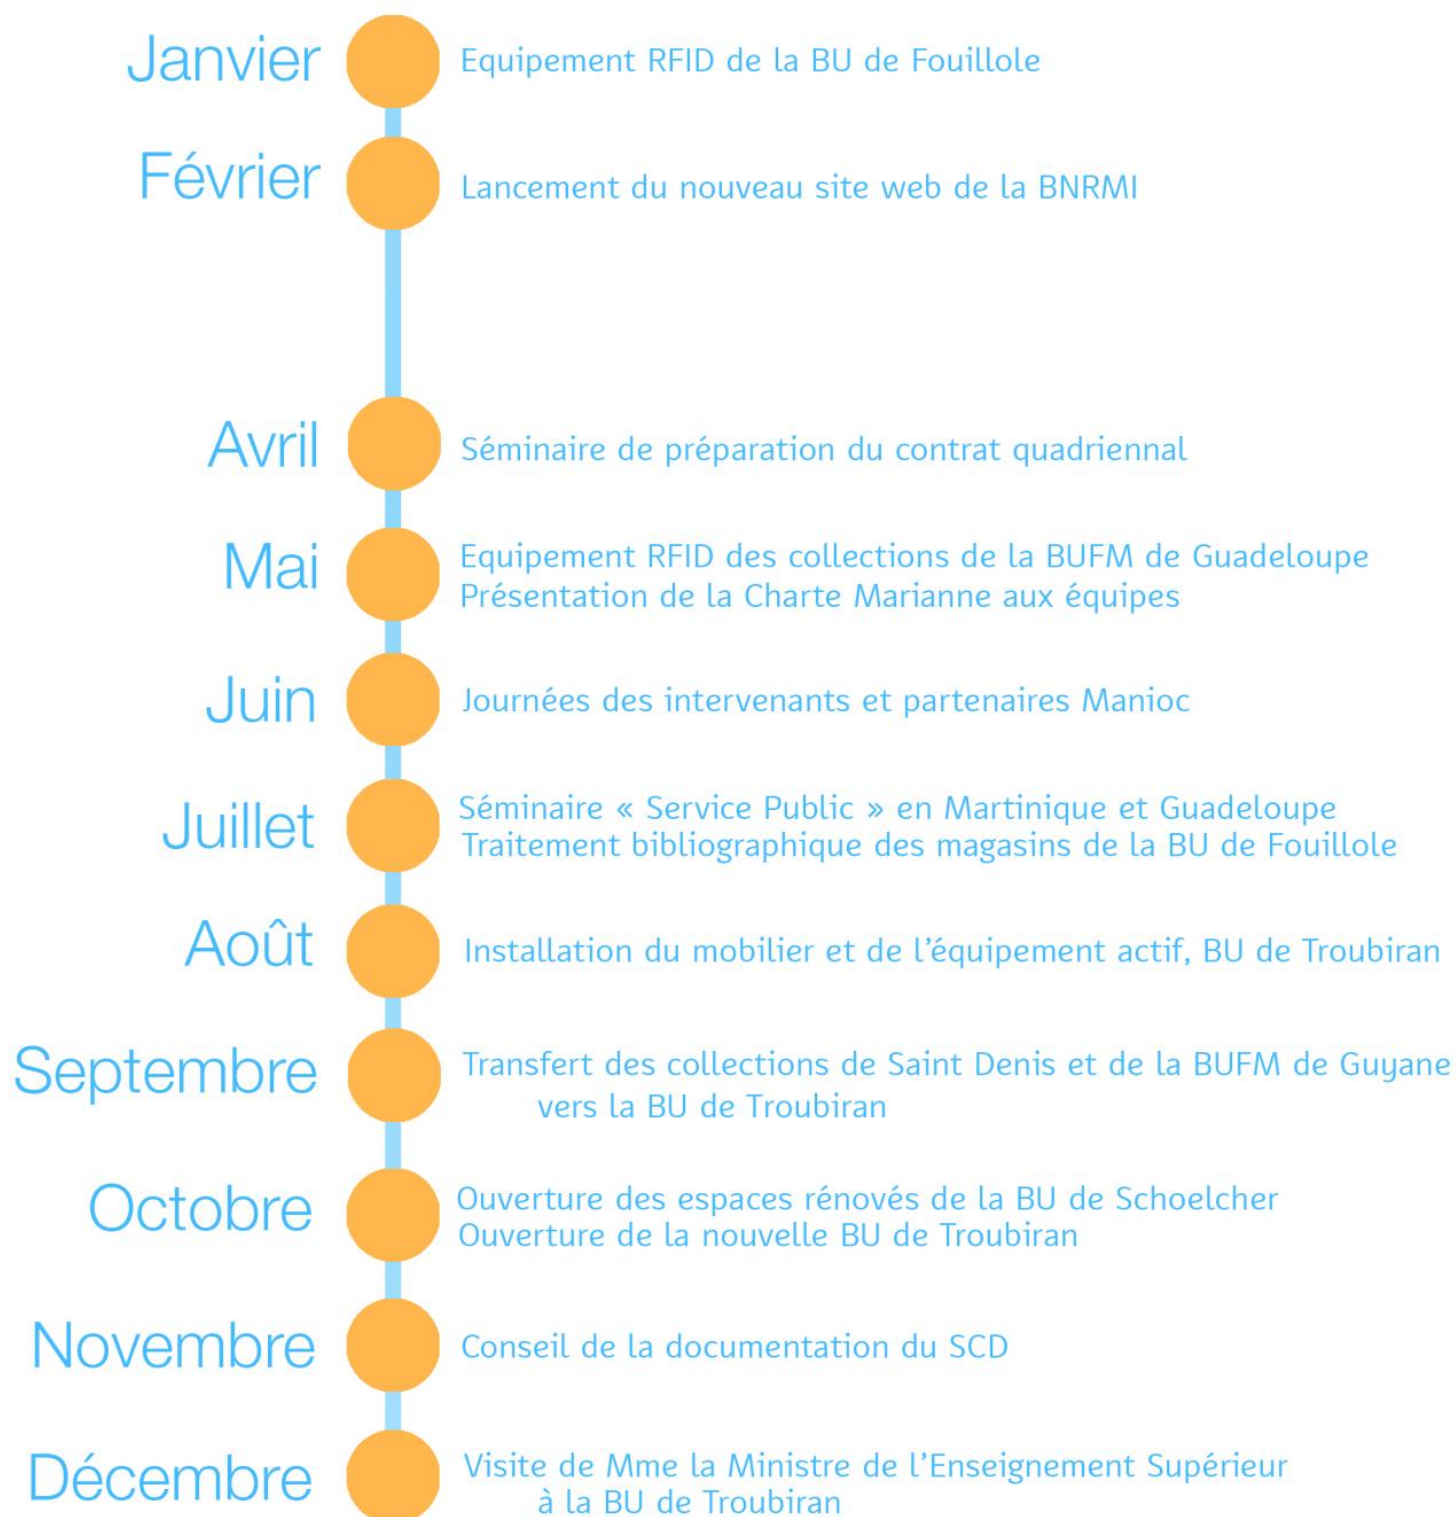 Janvier
Equipement RFID de la BU de Fouillole
Février
Lancement du nouveau site web de la BNRMI
Avril
Séminaire de préparation du contrat quadriennal
Mai
Equipement RFID des collections de la BUFM de Guadeloupe
Présentation de la Charte Marianne aux équipes
Juin
Journées des intervenants et partenaires Manioc
Juillet
Séminaire « Service Public » en Martinique et Guadeloupe
Traitement bibliographique des magasins de la BU de Fouillole
Août
Installation du mobilier et de l’équipement actif, BU de Troubiran
Septembre
Transfert des collections de Saint Denis et de la BUFM de Guyane
vers la BU de Troubiran
Octobre
Ouverture des espaces rénovés de la BU de Schoelcher
Ouverture de la nouvelle BU de Troubiran
Novembre
Conseil de la documentation du SCD
Décembre
Visite de Mme la Ministre de l’Enseignement Supérieur
à la BU de Troubiran